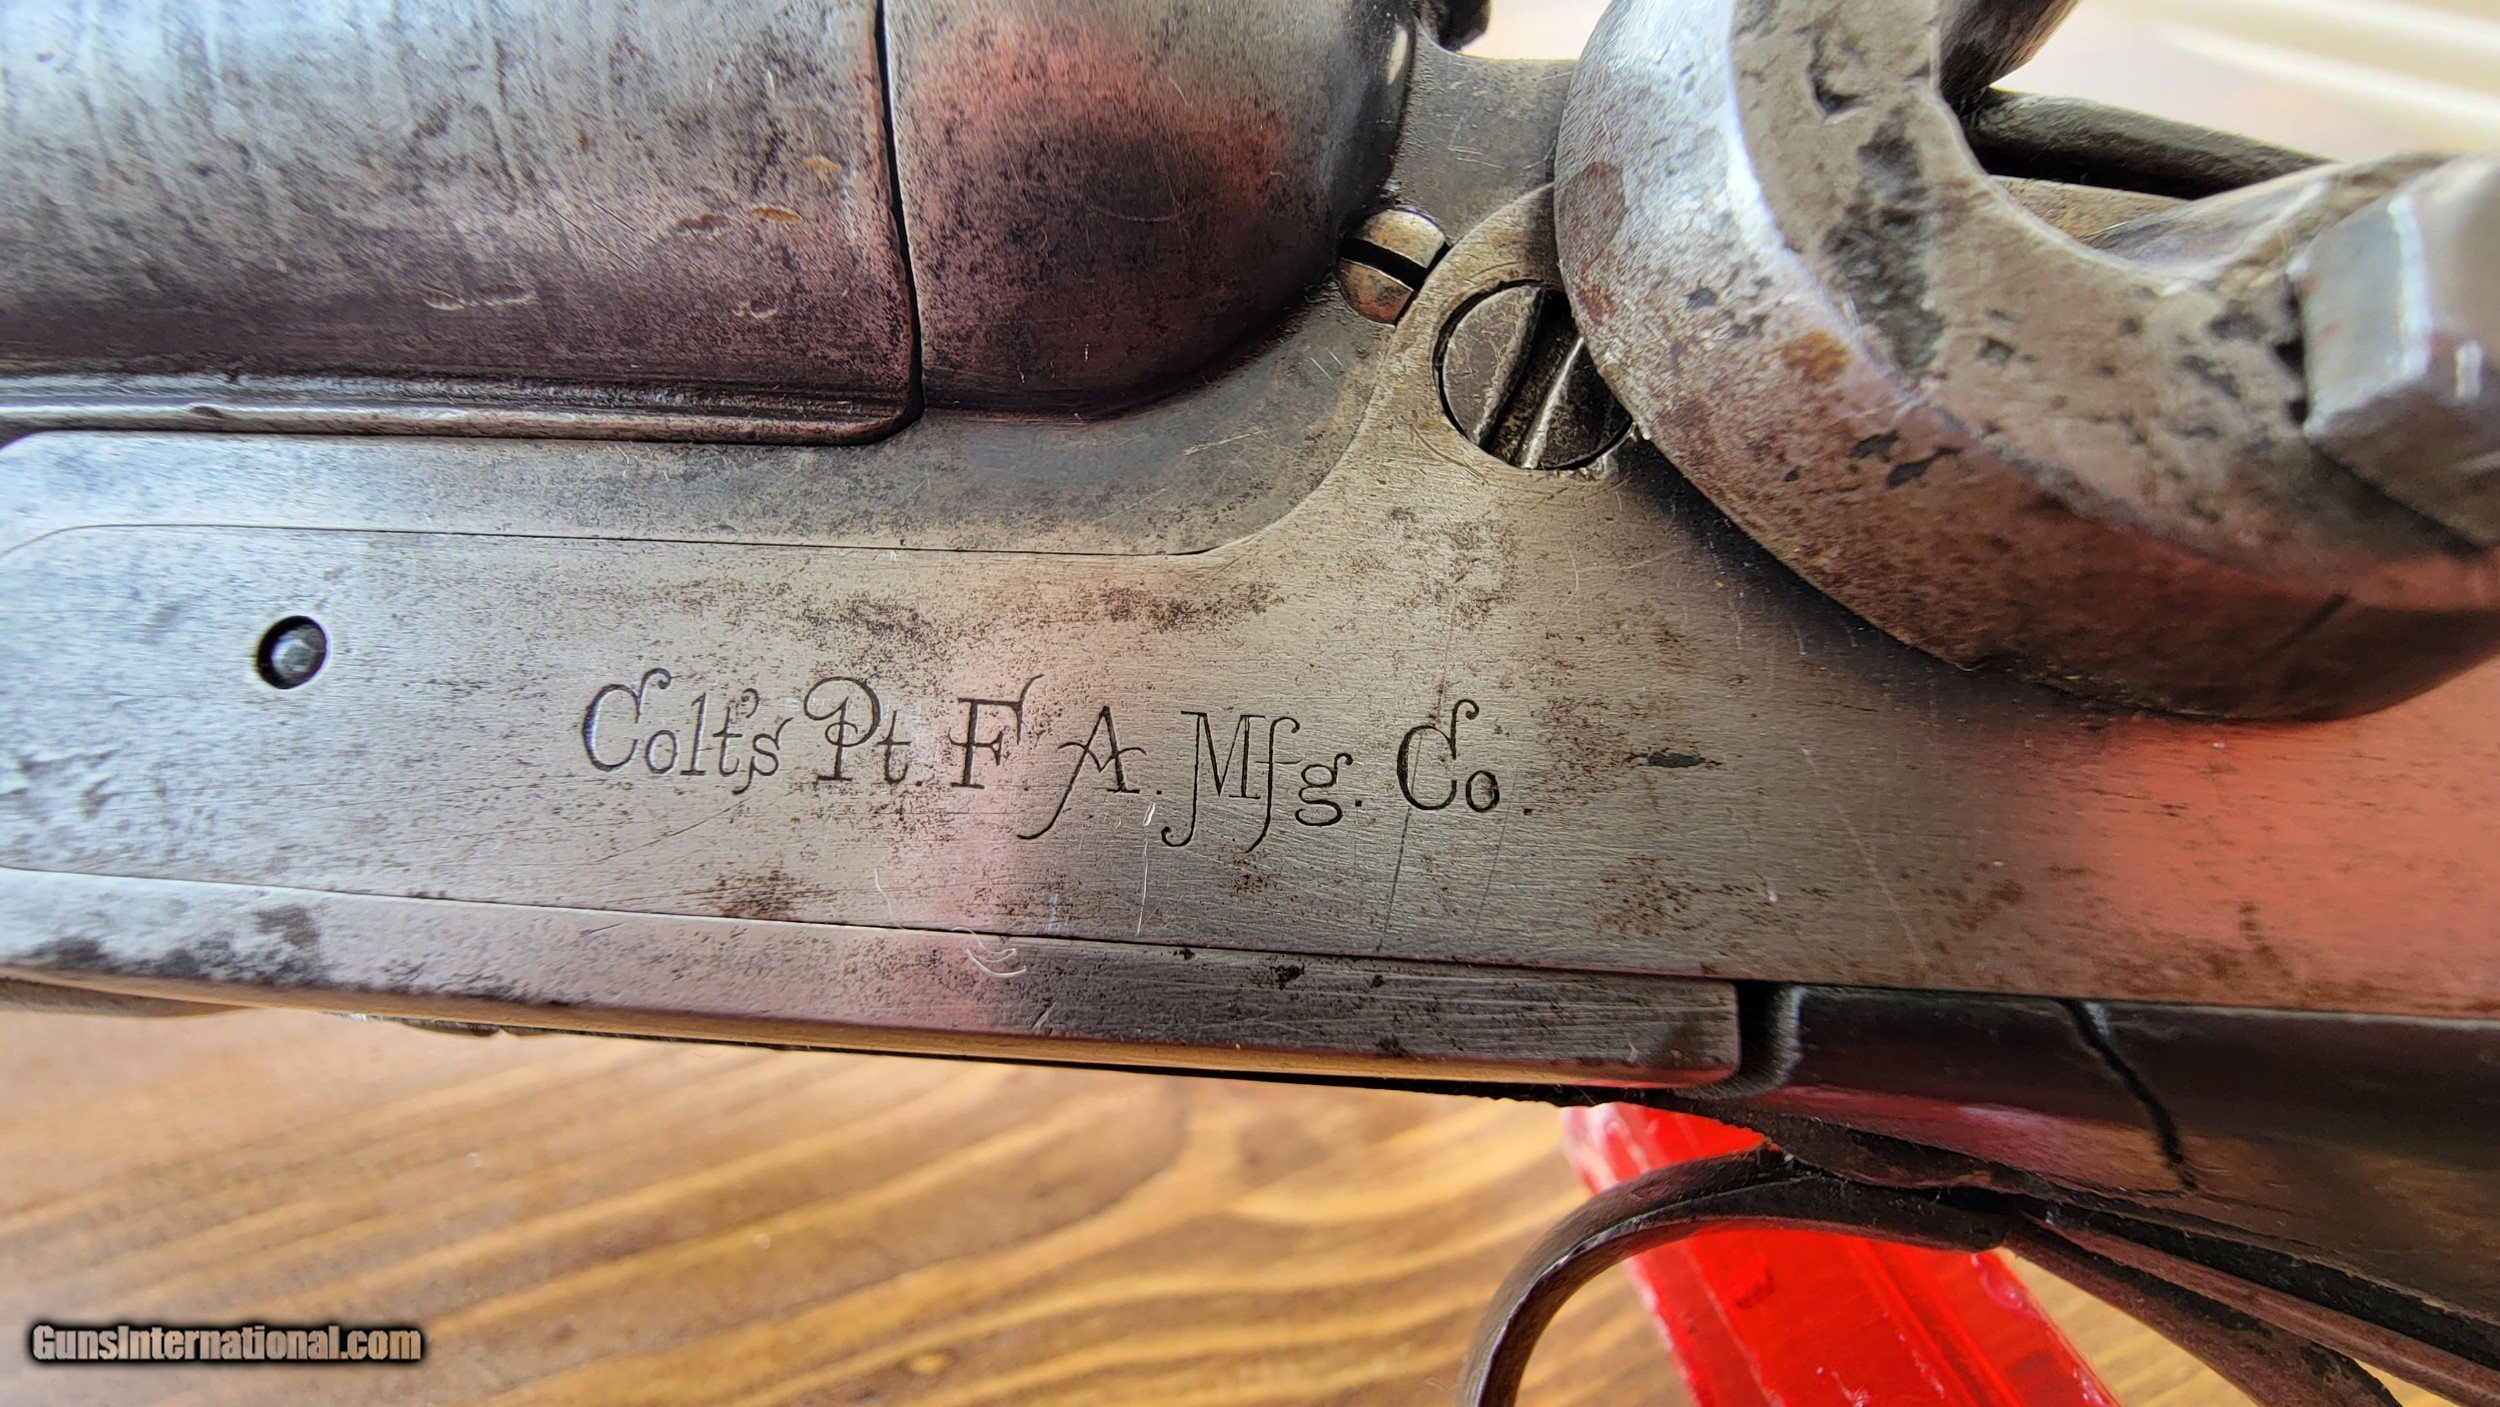 Colt's Pt. F. A. Mfg. Co.
GunsInternational.com